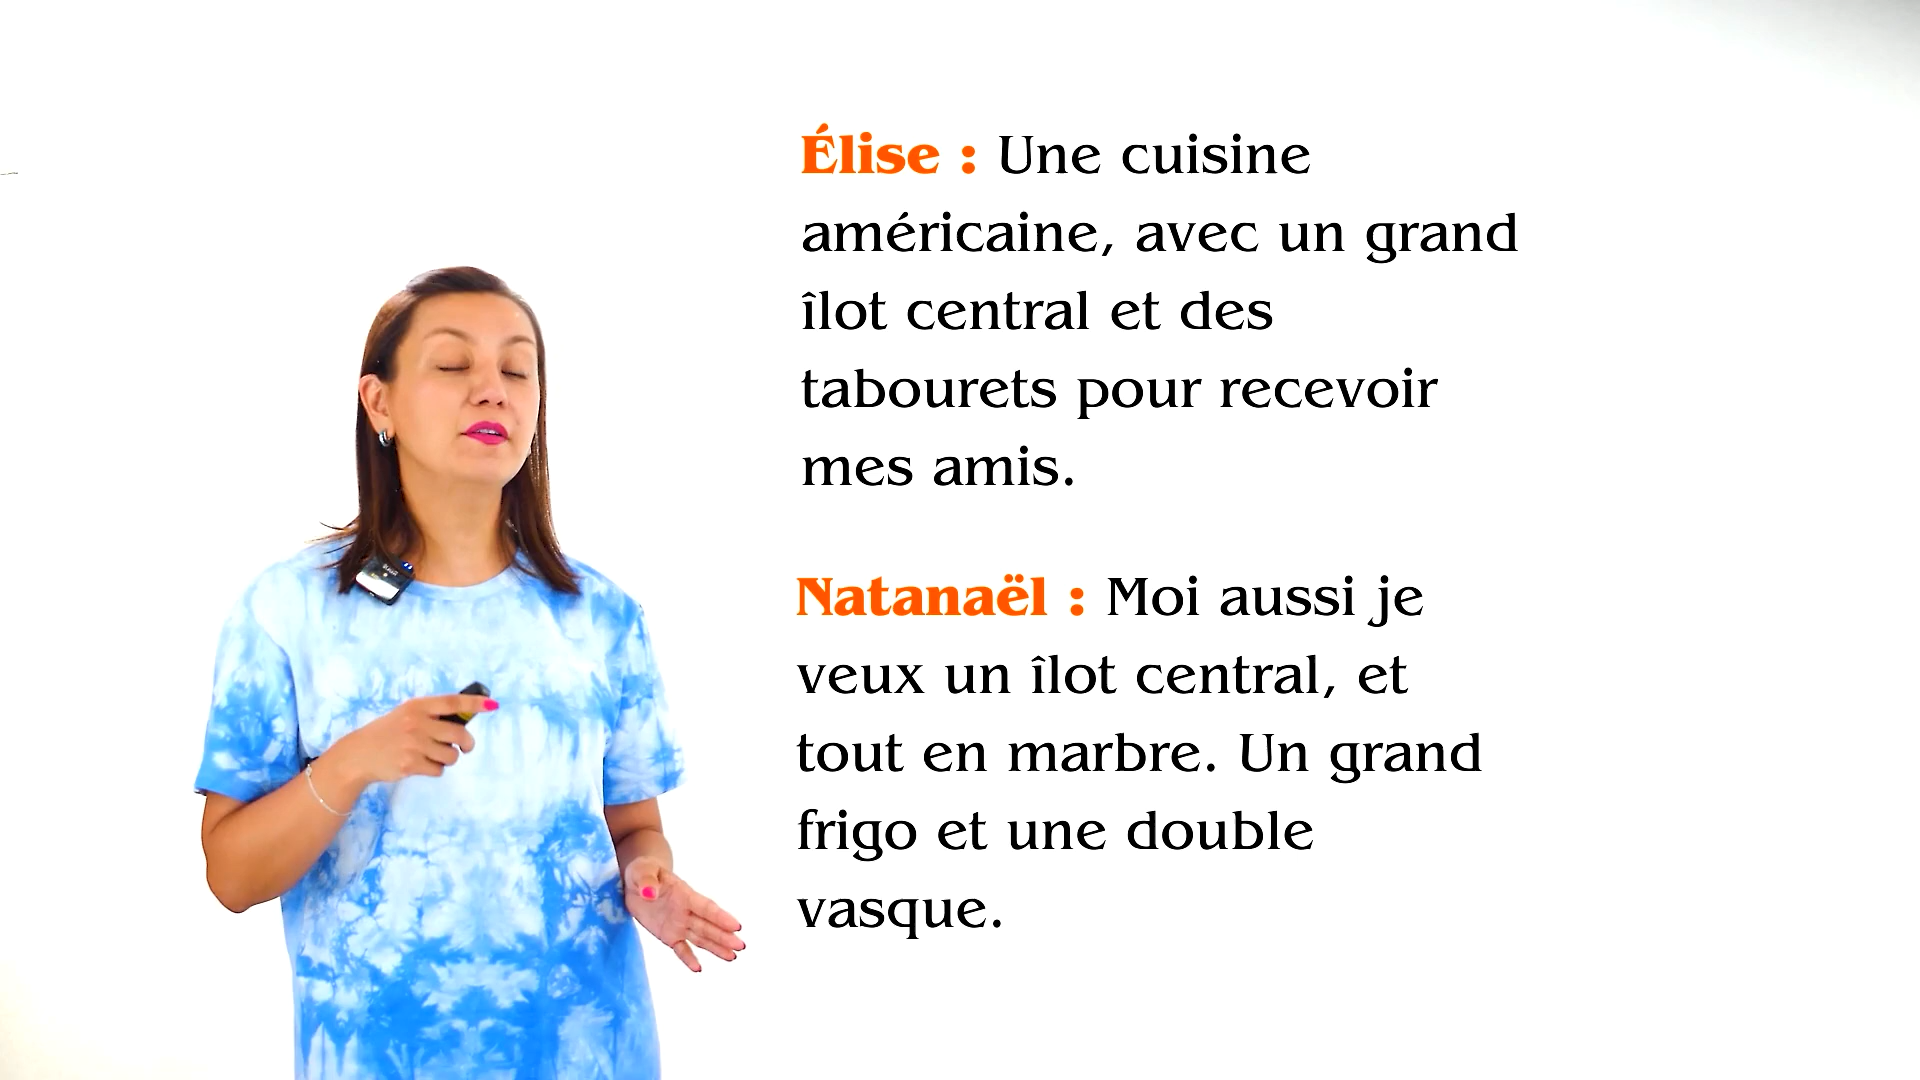 Élise : Une cuisine
américaine, avec un grand
îlot central et des
tabourets pour recevoir
mes amis.
Natanaël : Moi aussi je
veux un îlot central, et
tout en marbre. Un grand
frigo et une double
vasque.